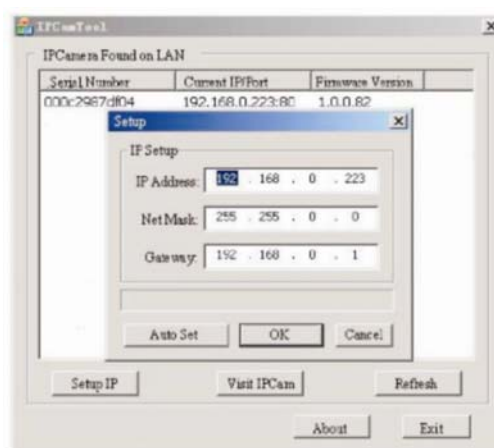 IPCamTool
IPCamera Found on LAN
Serial Number Current IP/Port Firmware Version
000c2987df04 192.168.0.223:80 1.0.0.82
Setup
IP Setup
IP Address: 192 . 168 . 0 . 223
Net Mask: 255 . 255 . 0 . 0
Gateway: 192 . 168 . 0 . 1
Auto Set OK Cancel
Setup IP Visit IPCam Refresh
About Exit